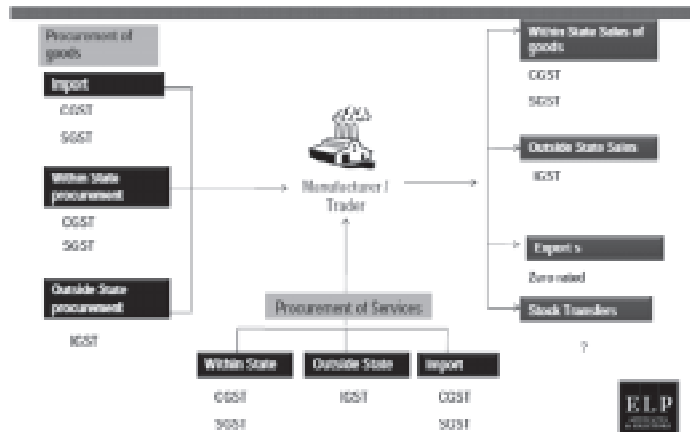 Procurement of
goods
Import
CGST
SGST
Within State
procurement
CGST
SGST
Outside State
procurement
IGST
Manufacturer /
Trader
Procurement of Services
Within State
CGST
SGST
Outside State
IGST
Import
CGST
SGST
Within State Sales of
goods
CGST
SGST
Outside State Sales
IGST
Exports
Zero rated
Stock Transfers
?
ELP